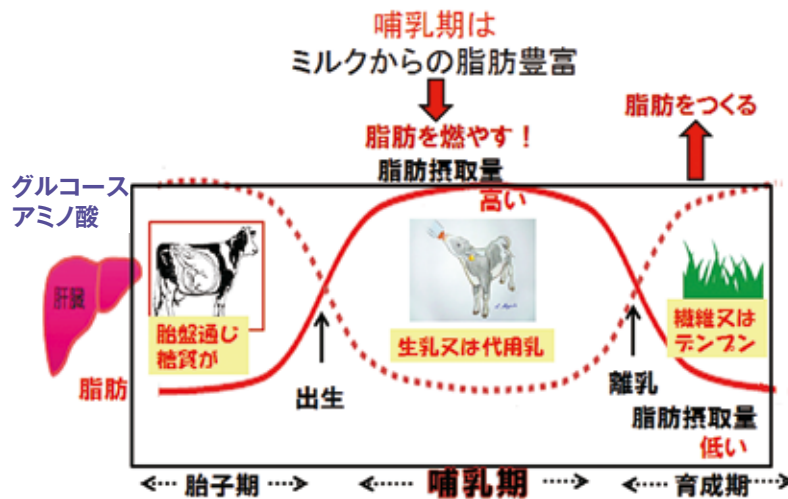 哺乳期は
ミルクからの脂肪豊富
脂肪を燃やす！
脂肪をつくる
脂肪摂取量
高い
グルコース
アミノ酸
肝臓
胎盤通じ
糖質が
生乳又は代用乳
繊維又は
デンプン
脂肪
出生
離乳
脂肪摂取量
低い
胎子期
哺乳期
育成期